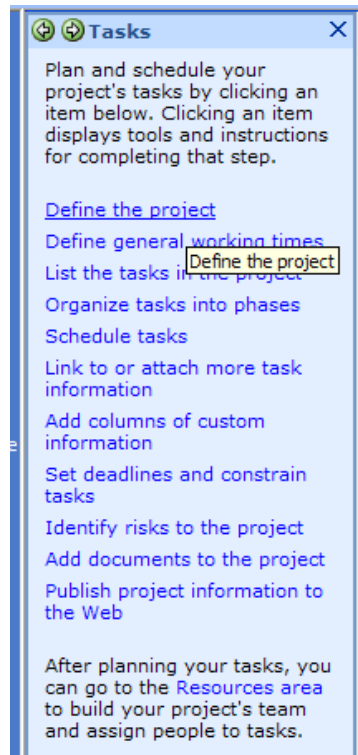 Tasks
Plan and schedule your
project's tasks by clicking an
item below. Clicking an item
displays tools and instructions
for completing that step.
Define the project
Define general working times
Define the project
List the tasks in the project
Organize tasks into phases
Schedule tasks
Link to or attach more task
information
Add columns of custom
information
e
Set deadlines and constrain
tasks
Identify risks to the project
Add documents to the project
Publish project information to
the Web
After planning your tasks, you
can go to the Resources area
to build your project's team
and assign people to tasks.